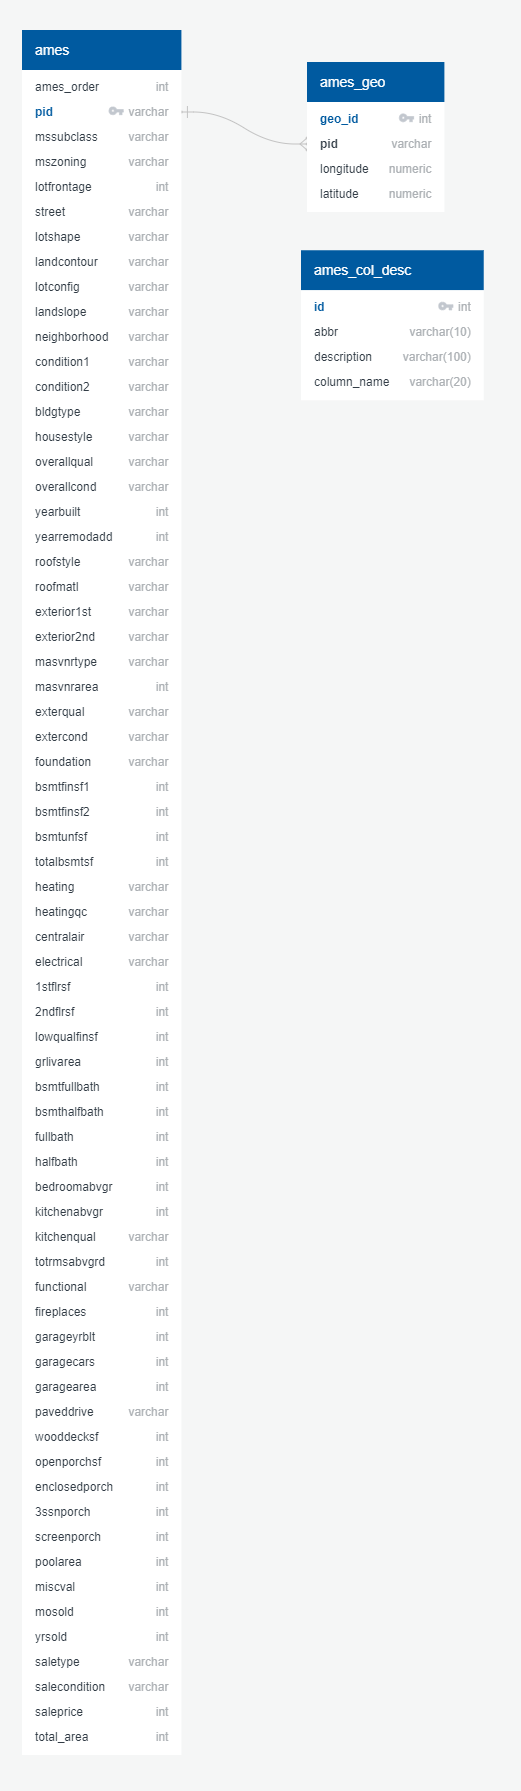 ames
ames_order int
pid varchar
mssubclass varchar
mszoning varchar
lotfrontage int
street varchar
lotshape varchar
landcontour varchar
lotconfig varchar
landslope varchar
neighborhood varchar
condition1 varchar
condition2 varchar
bldgtype varchar
housestyle varchar
overallqual varchar
overallcond varchar
yearbuilt int
yearremodadd int
roofstyle varchar
roofmatl varchar
exterior1st varchar
exterior2nd varchar
masvnrtype varchar
masvnrarea int
exterqual varchar
extercond varchar
foundation varchar
bsmtfinsf1 int
bsmtfinsf2 int
bsmtunfsf int
totalbsmtsf int
heating varchar
heatingqc varchar
centralair varchar
electrical varchar
1stflrsf int
2ndflrsf int
lowqualfinsf int
grlivarea int
bsmtfullbath int
bsmthalfbath int
fullbath int
halfbath int
bedroomabvgr int
kitchenabvgr int
kitchenqual varchar
totrmsabvgrd int
functional varchar
fireplaces int
garageyrblt int
garagecars int
garagearea int
paveddrive varchar
wooddecksf int
openporchsf int
enclosedporch int
3ssnporch int
screenporch int
poolarea int
miscval int
mosold int
yrsold int
saletype varchar
salecondition varchar
saleprice int
total_area int
ames_geo
geo_id int
pid varchar
longitude numeric
latitude numeric
ames_col_desc
id int
abbr varchar(10)
description varchar(100)
column_name varchar(20)